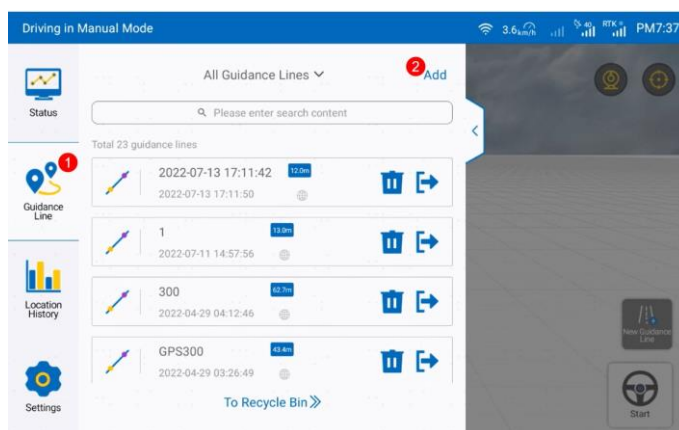 Driving in Manual Mode
3.6km/h
40
RTK
PM7:37
Status
1
Guidance
Line
Location
History
Settings
All Guidance Lines
2
Add
Please enter search content
Total 23 guidance lines
2022-07-13 17:11:42 12.0m
2022-07-13 17:11:50
1 13.0m
2022-07-11 14:57:56
300 62.7m
2022-04-29 04:12:46
GPS300 43.4m
2022-04-29 03:26:49
To Recycle Bin
New Guidance
Line
Start